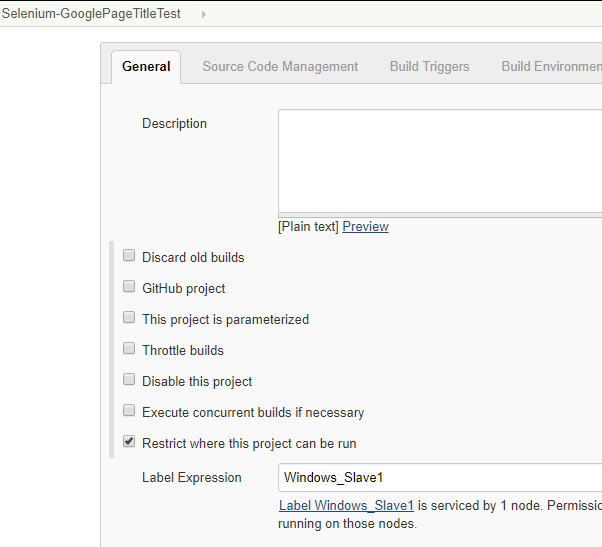 Selenium-GooglePageTitleTest
General Source Code Management Build Triggers Build Environmen
Description
[Plain text] Preview
Discard old builds
GitHub project
This project is parameterized
Throttle builds
Disable this project
Execute concurrent builds if necessary
Restrict where this project can be run
Label Expression Windows_Slave1
Label Windows_Slave1 is serviced by 1 node. Permissio
running on those nodes.